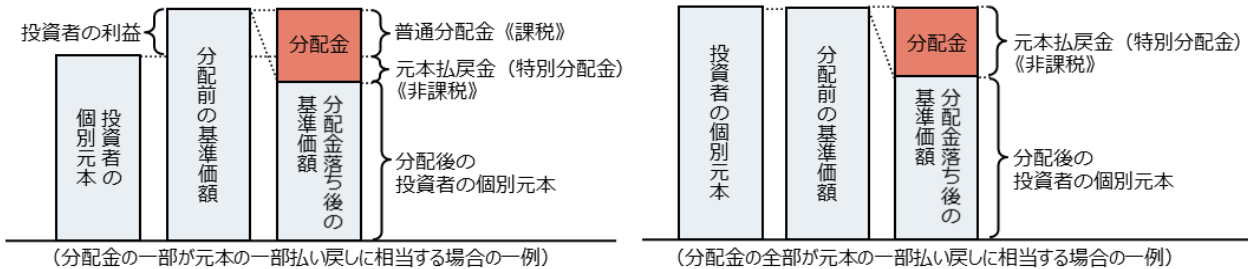 投資者の利益
投資者の
個別元本
分配前の基準価額
分配金
分配金落ち後の
基準価額
普通分配金《課税》
元本払戻金（特別分配金）
《非課税》
分配後の
投資者の個別元本
（分配金の一部が元本の一部払い戻しに相当する場合の一例）
投資者の個別元本
分配前の基準価額
分配金
分配金落ち後の
基準価額
元本払戻金（特別分配金）
《非課税》
分配後の
投資者の個別元本
（分配金の全部が元本の一部払い戻しに相当する場合の一例）